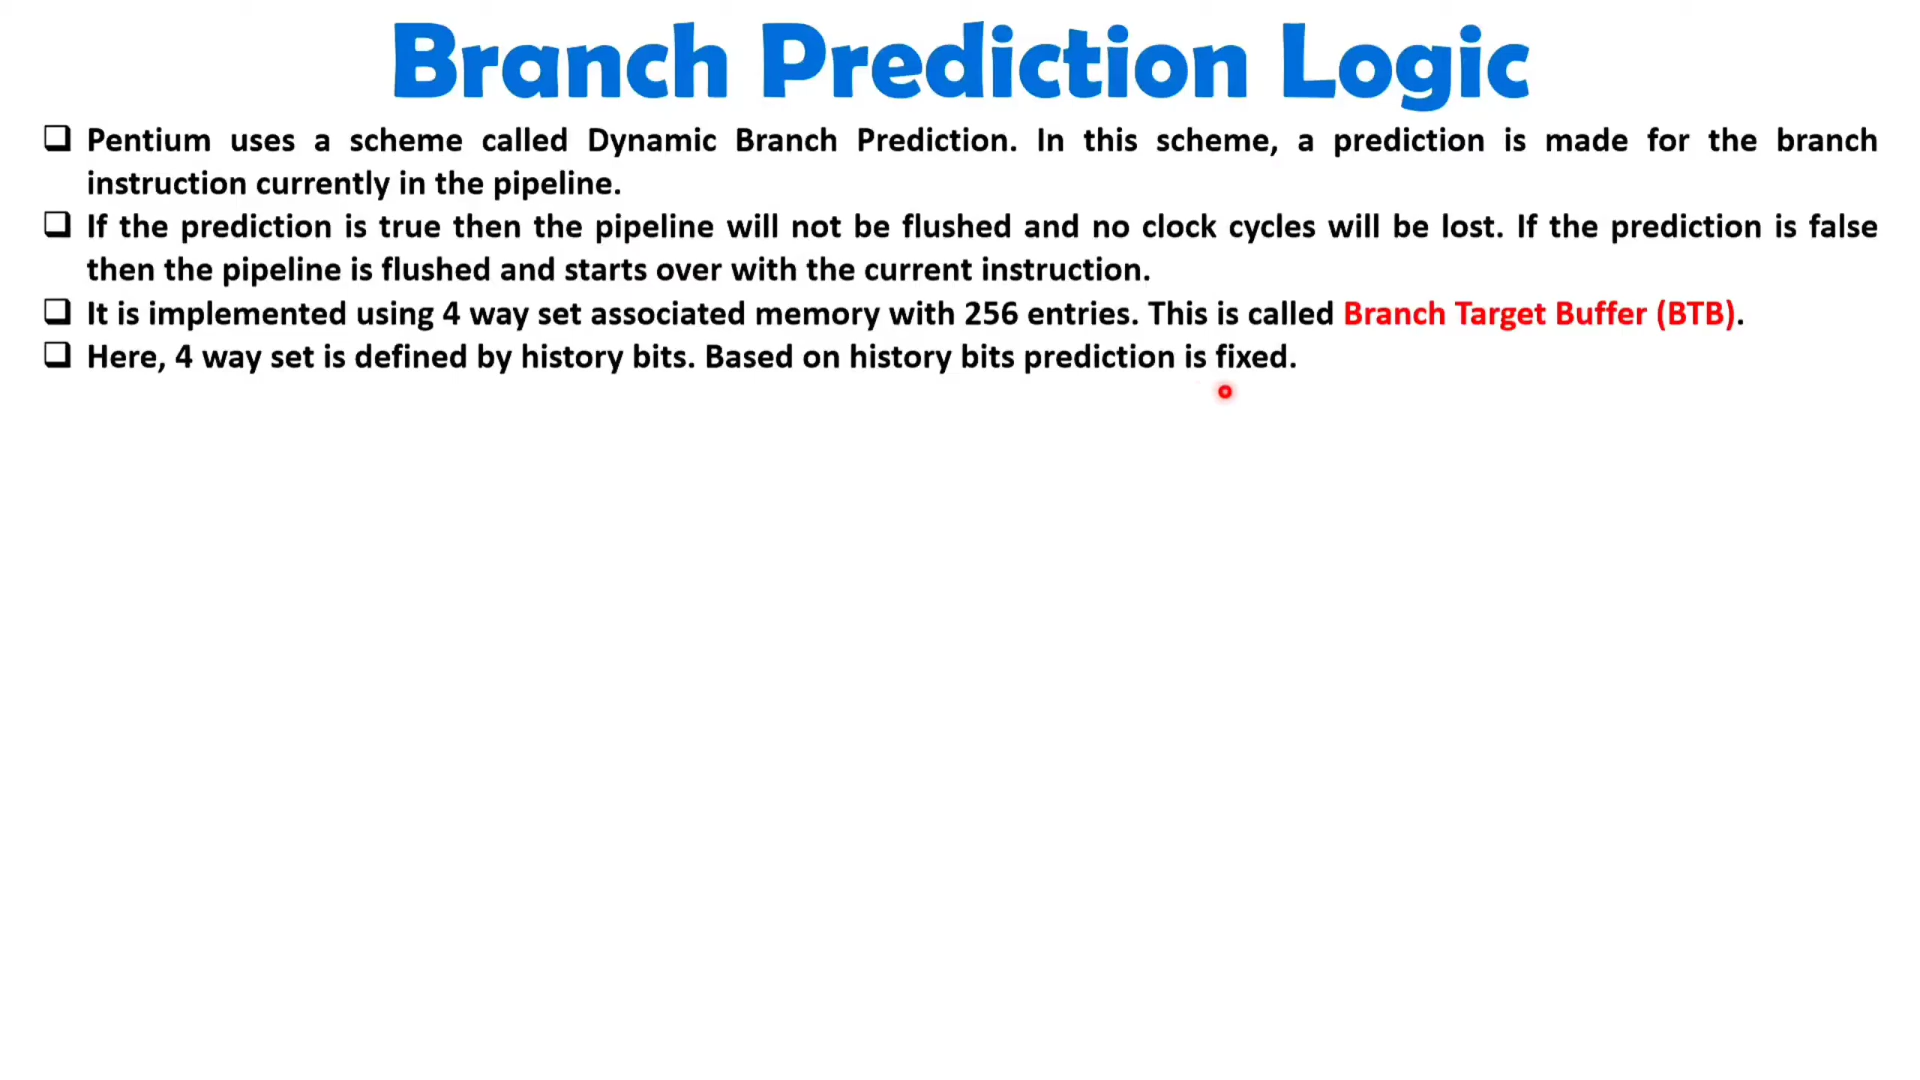 Branch Prediction Logic
Pentium uses a scheme called Dynamic Branch Prediction. In this scheme, a prediction is made for the branch
instruction currently in the pipeline.
If the prediction is true then the pipeline will not be flushed and no clock cycles will be lost. If the prediction is false
then the pipeline is flushed and starts over with the current instruction.
It is implemented using 4 way set associated memory with 256 entries. This is called Branch Target Buffer (BTB).
Here, 4 way set is defined by history bits. Based on history bits prediction is fixed.